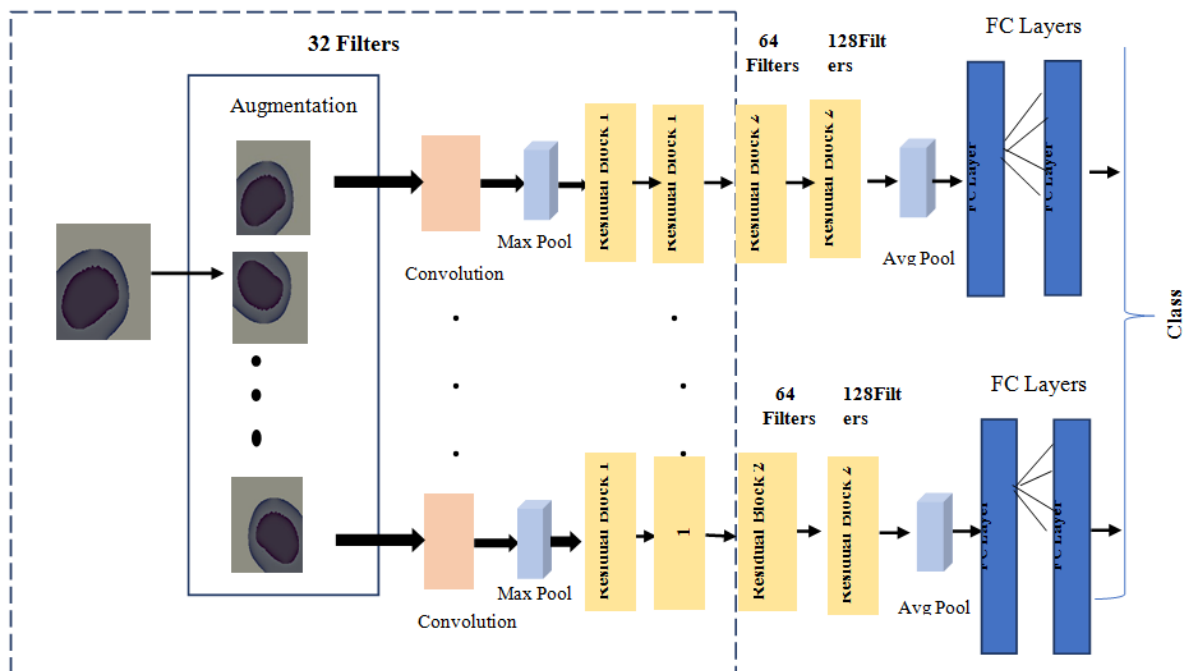 32 Filters
64
Filters
128Filt
ers
FC Layers
Augmentation
Residual Block 1
Residual Block 1
Residual Block 2
Residual Block 2
FC Layer
FC Layer
Max Pool
Avg Pool
Convolution
Class
64
Filters
128Filt
ers
FC Layers
Residual Block 1
1
Residual Block 2
Residual Block 2
FC Layer
FC Layer
Max Pool
Avg Pool
Convolution